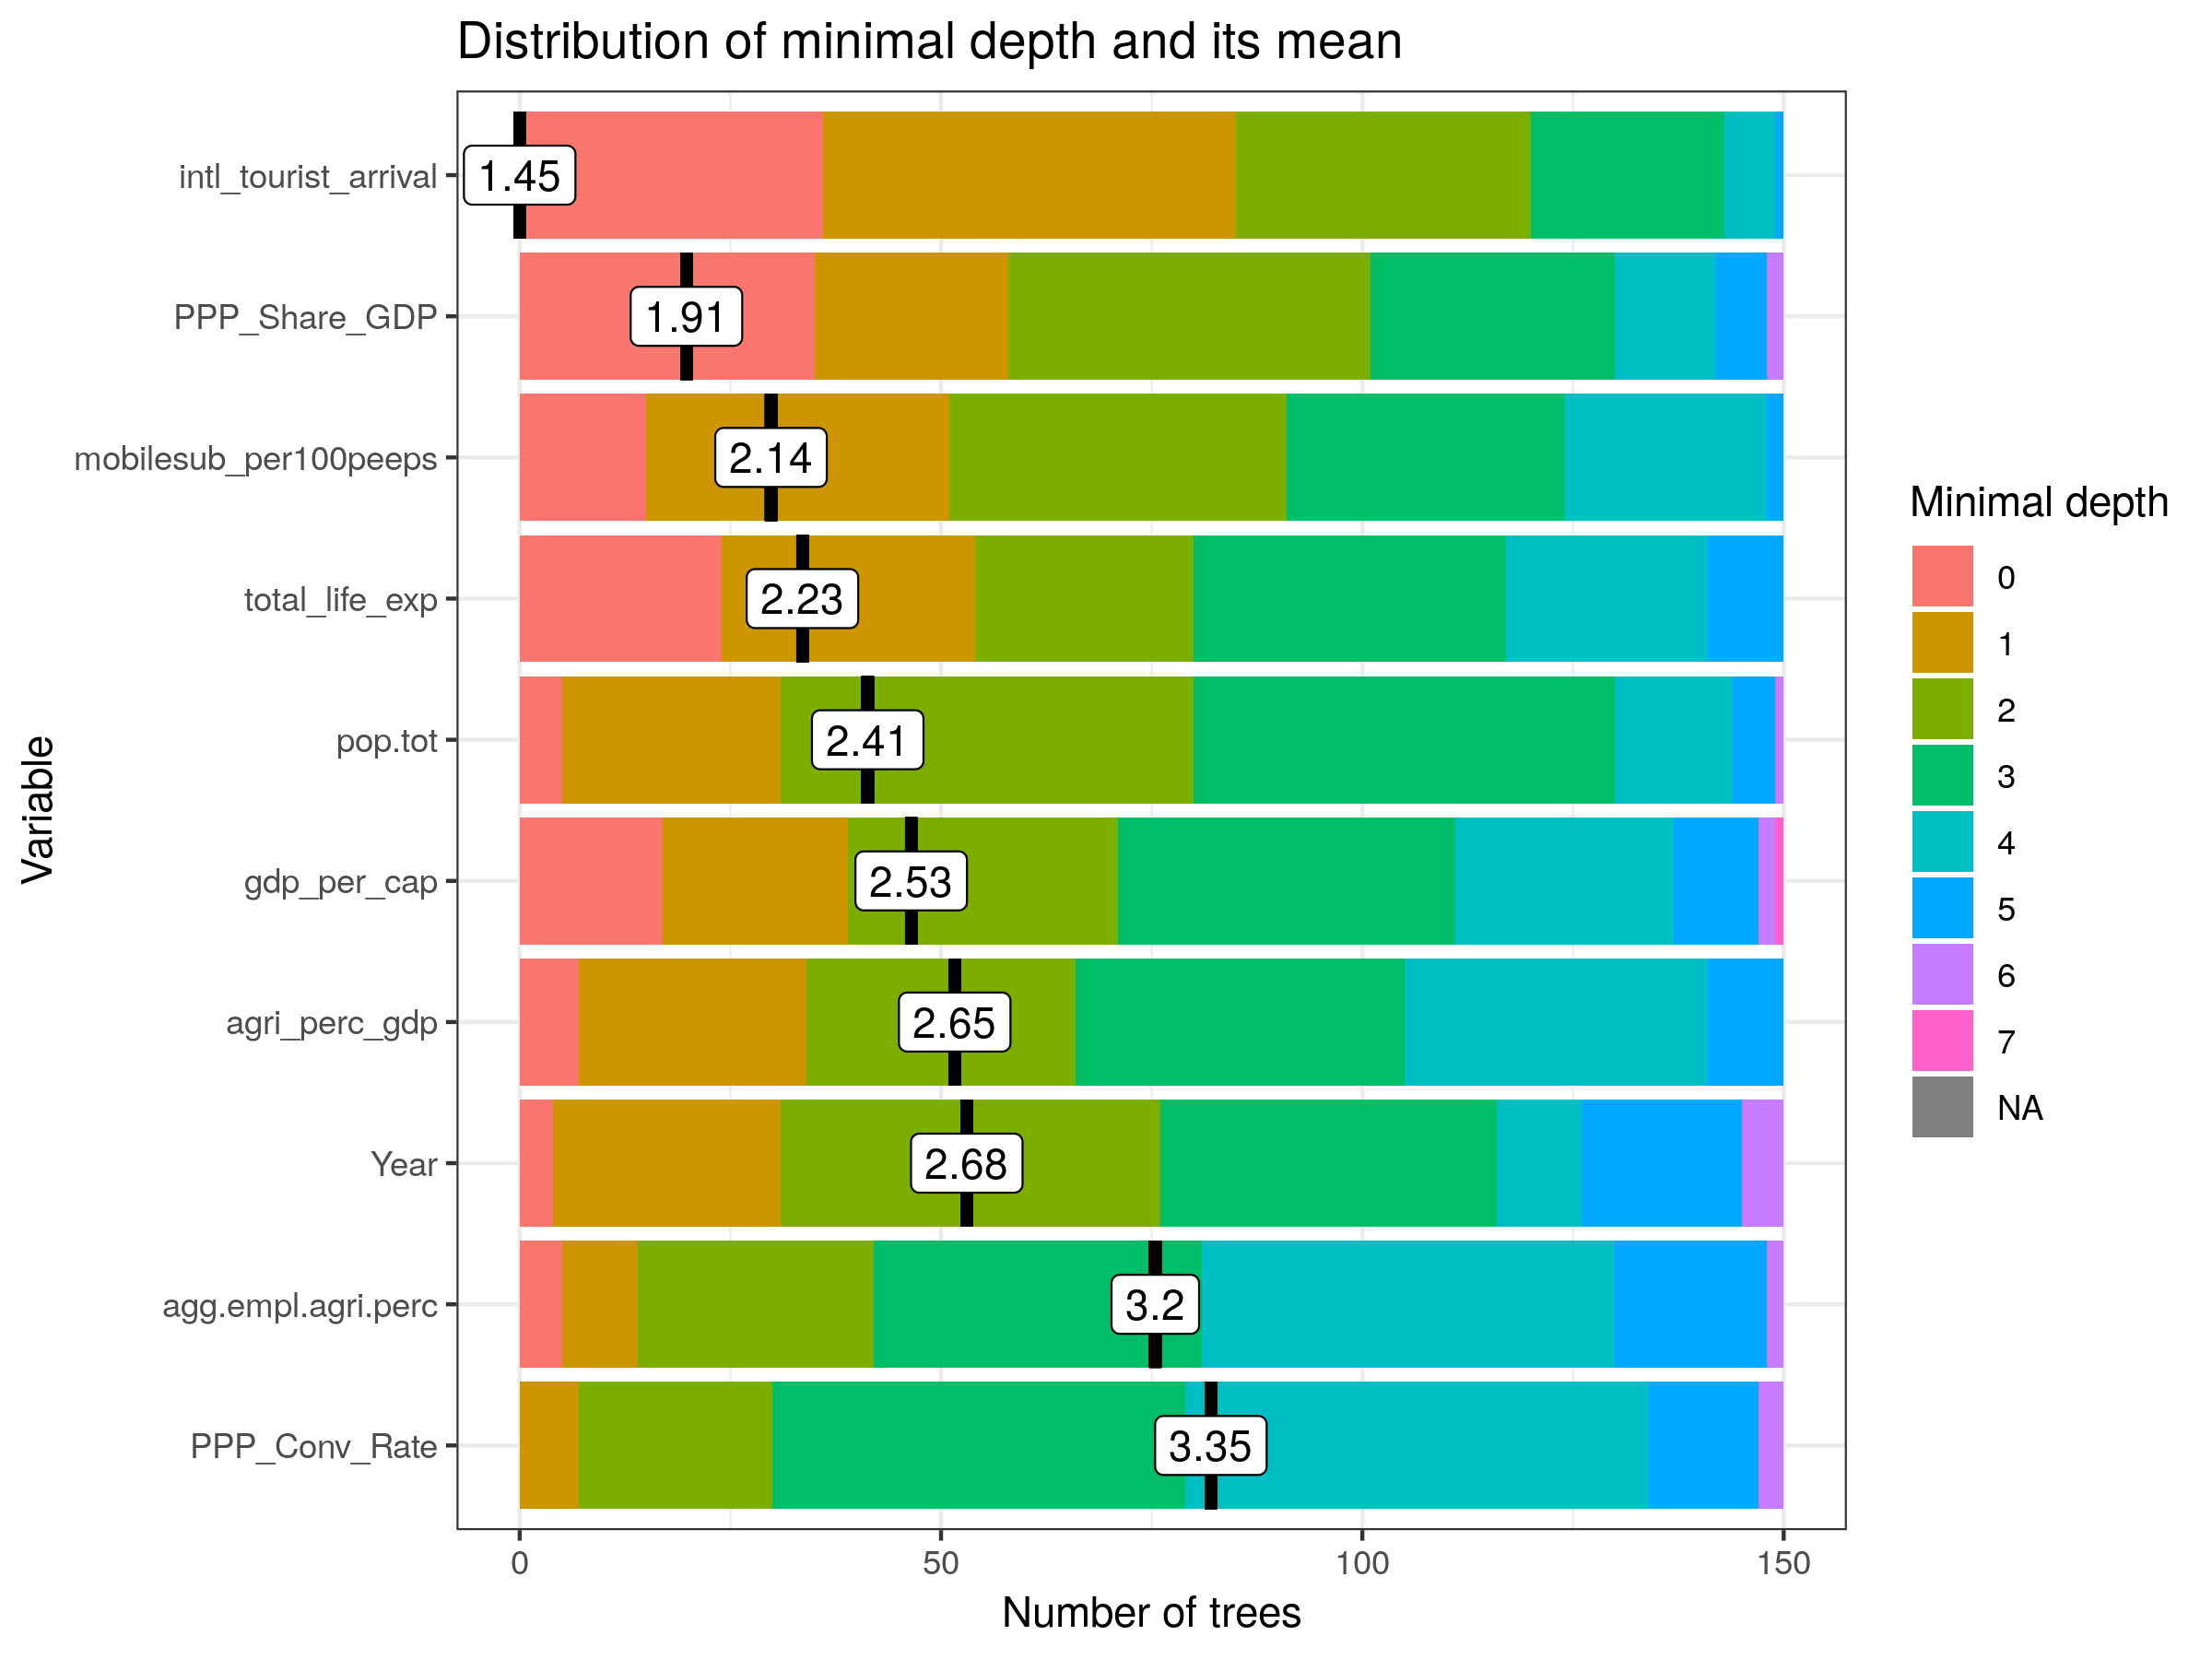 Distribution of minimal depth and its mean
Variable
intl_tourist_arrival
1.45
PPP_Share_GDP
1.91
mobilesub_per100peeps
2.14
total_life_exp
2.23
pop.tot
2.41
gdp_per_cap
2.53
agri_perc_gdp
2.65
Year
2.68
agg.empl.agri.perc
3.2
PPP_Conv_Rate
3.35
0 50 100 150
Number of trees
Minimal depth
0
1
2
3
4
5
6
7
NA